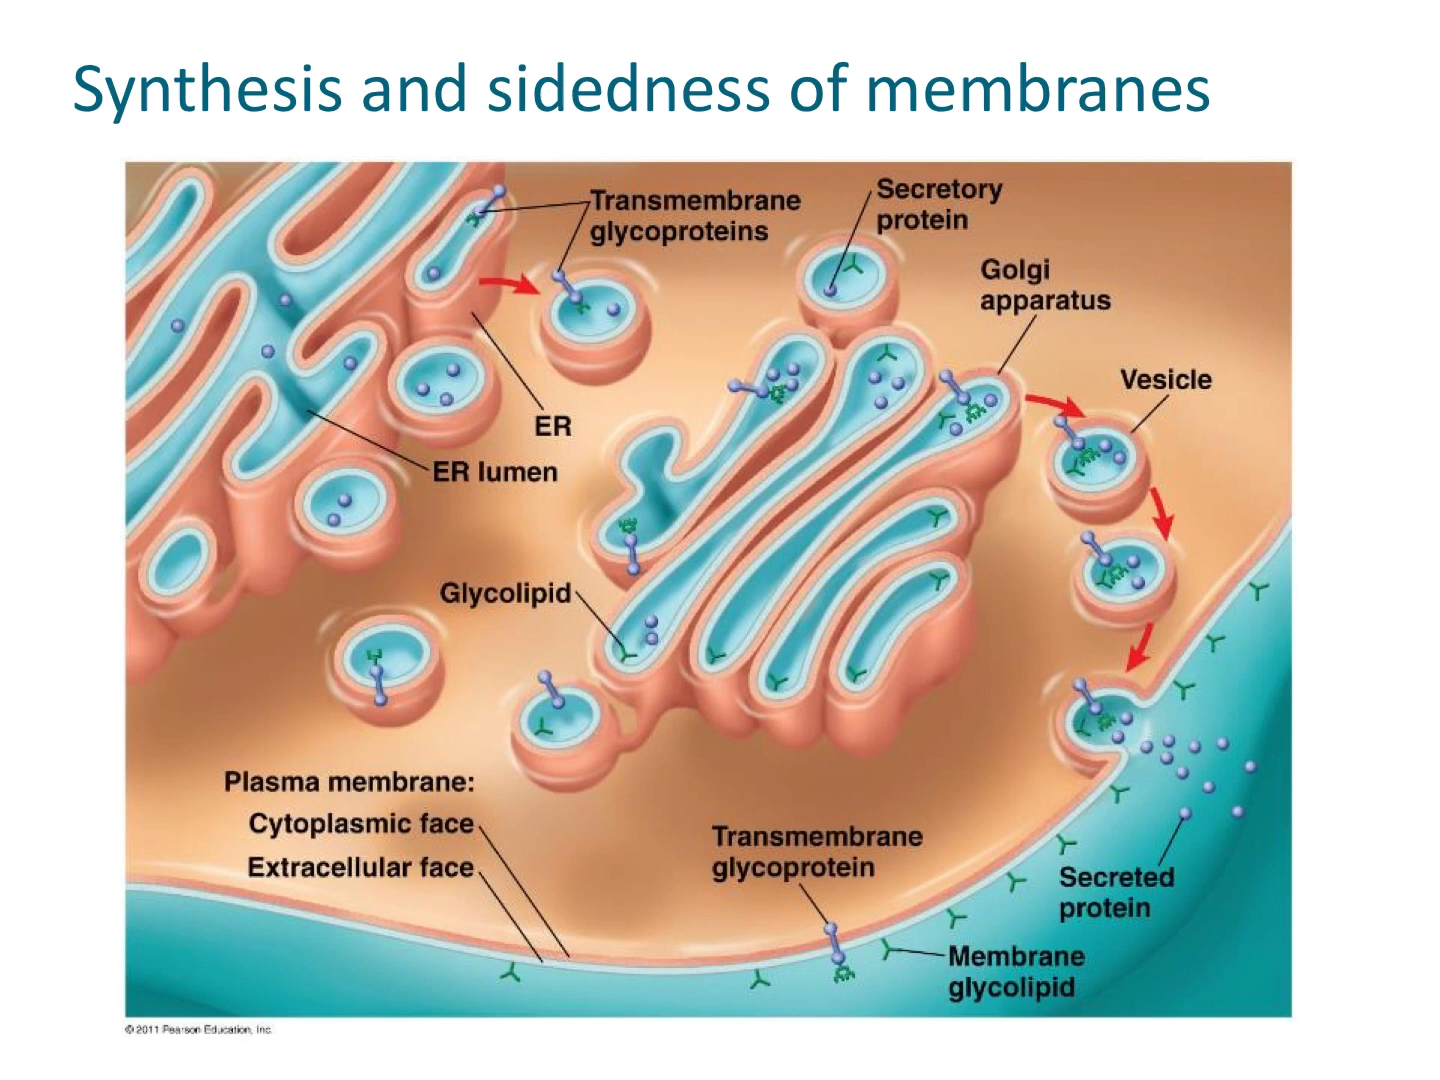 Synthesis and sidedness of membranes
Transmembrane
glycoproteins
Secretory
protein
Golgi
apparatus
Vesicle
ER
ER lumen
Glycolipid
Plasma membrane:
Cytoplasmic face
Extracellular face
Transmembrane
glycoprotein
Secreted
protein
Membrane
glycolipid
© 2011 Pearson Education, Inc.